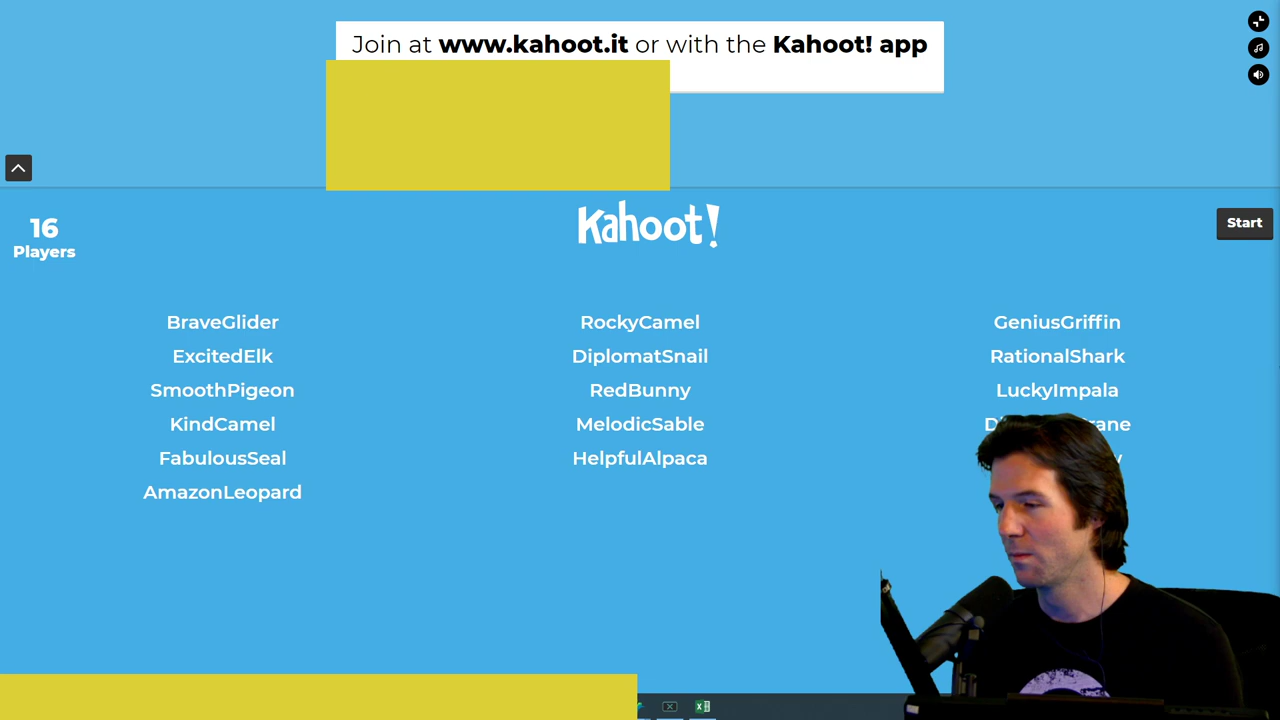 Join at www.kahoot.it or with the Kahoot! app
16
Players
Kahoot!
Start
BraveGlider RockyCamel GeniusGriffin
ExcitedElk DiplomatSnail RationalShark
SmoothPigeon RedBunny LuckyImpala
KindCamel MelodicSable
FabulousSeal HelpfulAlpaca
AmazonLeopard